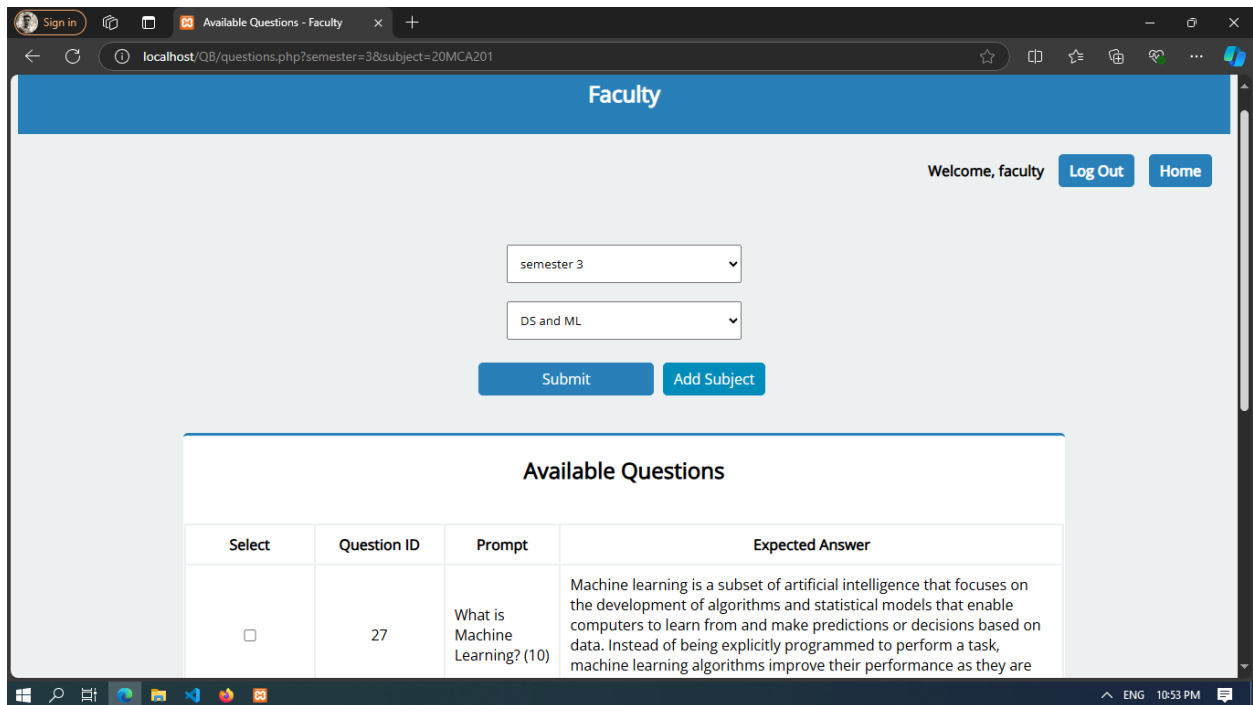 Sign in
Available Questions - Faculty
localhost/QB/questions.php?semester=3&subject=20MCA201
Faculty
Welcome, faculty
Log Out
Home
semester 3
DS and ML
Submit
Add Subject
Available Questions
Select
Question ID
Prompt
Expected Answer
27
What is
Machine
Learning? (10)
Machine learning is a subset of artificial intelligence that focuses on
the development of algorithms and statistical models that enable
computers to learn from and make predictions or decisions based on
data. Instead of being explicitly programmed to perform a task,
machine learning algorithms improve their performance as they are
ENG 10:53 PM